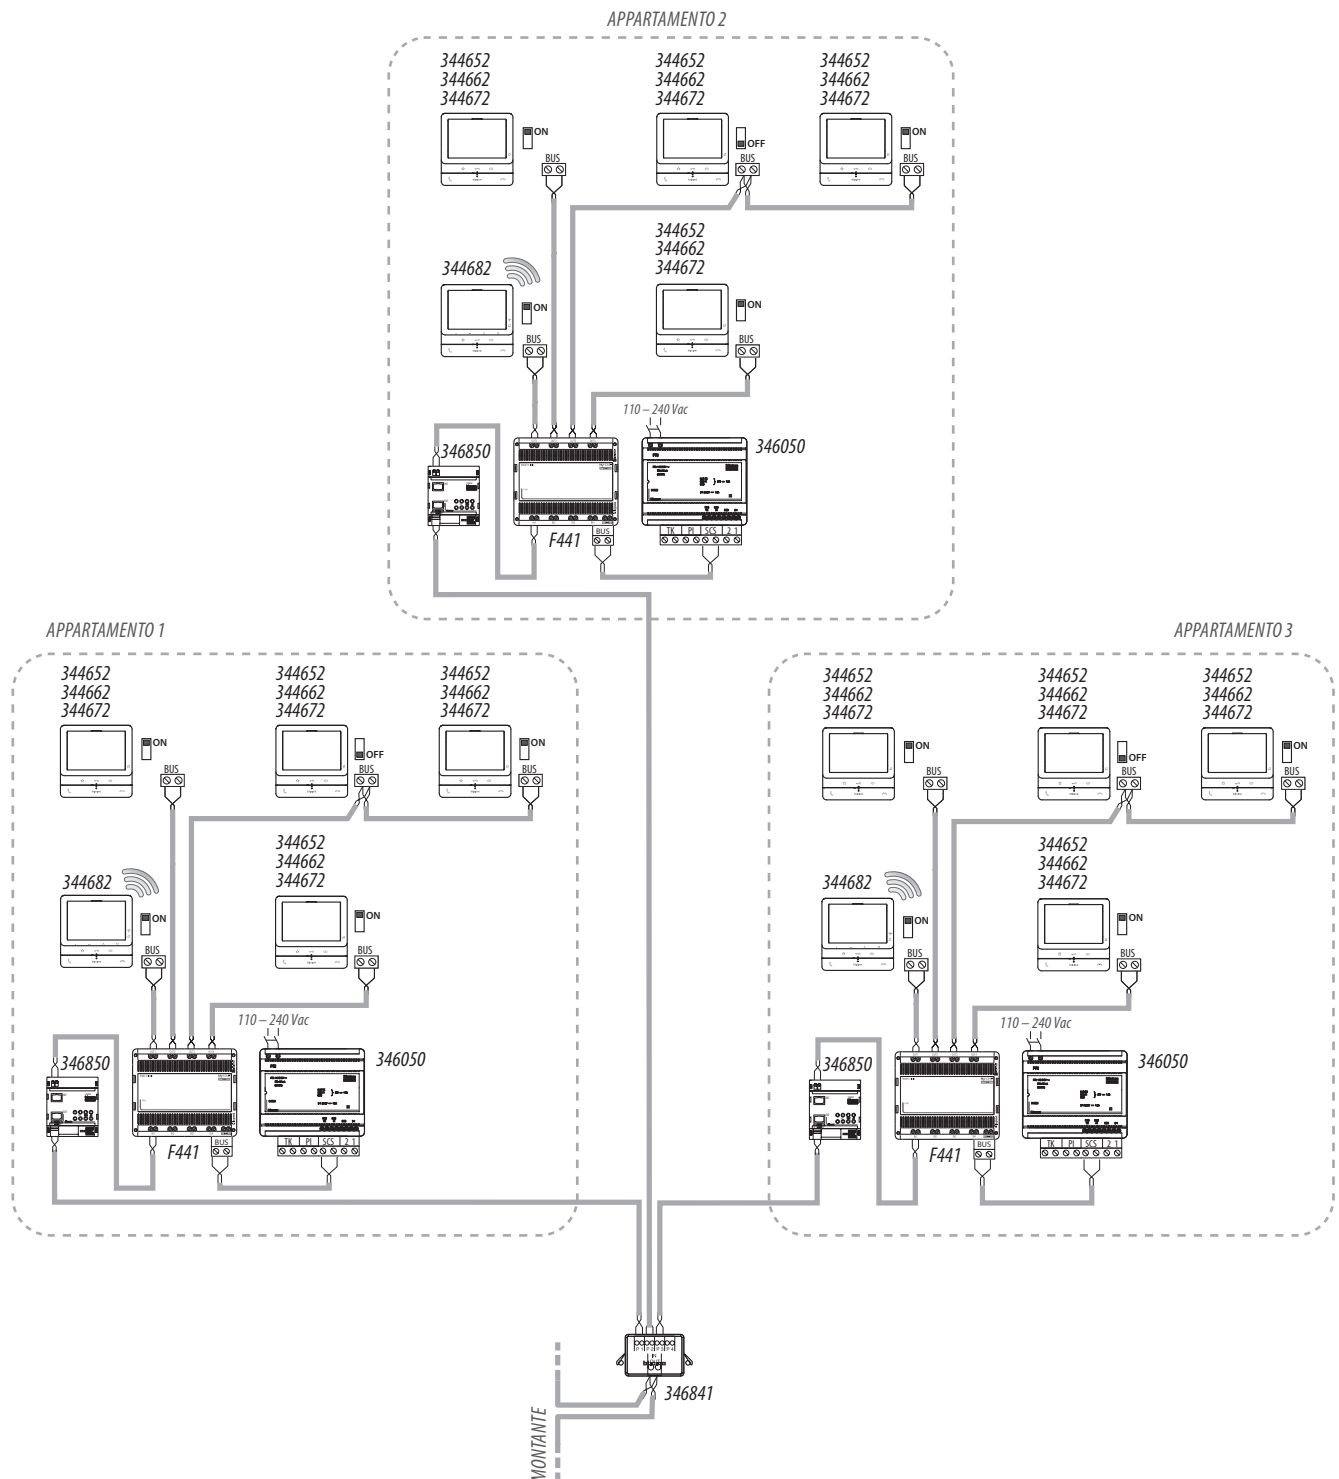 APPARTAMENTO 2
344652
344662
344672
ON
BUS
344652
344662
344672
OFF
BUS
344652
344662
344672
ON
BUS
344682
ON
BUS
344652
344662
344672
ON
BUS
110 – 240 Vac
346850
F441
BUS
346050
TK PI SCS 2 1
APPARTAMENTO 1
344652
344662
344672
ON
BUS
344652
344662
344672
OFF
BUS
344652
344662
344672
ON
BUS
344682
ON
BUS
344652
344662
344672
ON
BUS
110 – 240 Vac
346850
F441
BUS
346050
TK PI SCS 2 1
APPARTAMENTO 3
344652
344662
344672
ON
BUS
344652
344662
344672
OFF
BUS
344652
344662
344672
ON
BUS
344682
ON
BUS
344652
344662
344672
ON
BUS
110 – 240 Vac
346850
F441
BUS
346050
TK PI SCS 2 1
P 1 P 2 P 3 P 4
IN
346841
MONTANTE